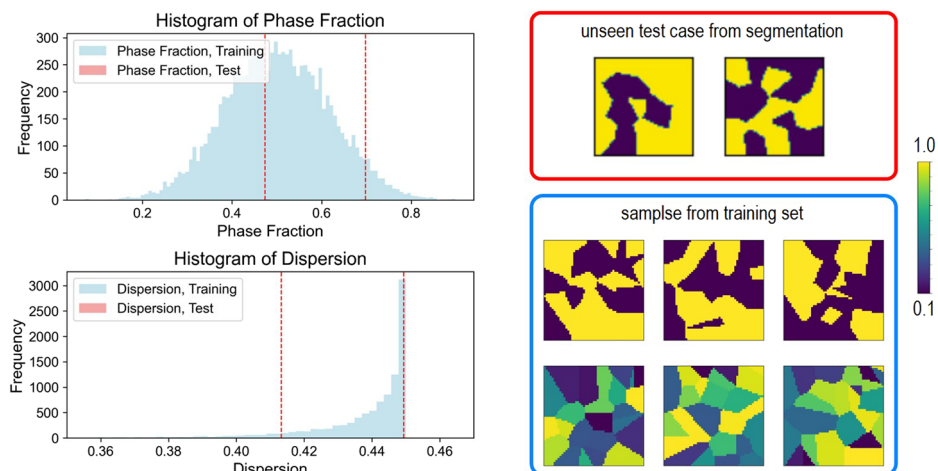 Histogram of Phase Fraction
300
250
200
150
100
50
0
Frequency
Phase Fraction, Training
Phase Fraction, Test
0.2 0.4 0.6 0.8
Phase Fraction
Histogram of Dispersion
3000
2500
2000
1500
1000
500
0
Frequency
Dispersion, Training
Dispersion, Test
0.36 0.38 0.40 0.42 0.44 0.46
Dispersion
unseen test case from segmentation
samplse from training set
1.0
0.1